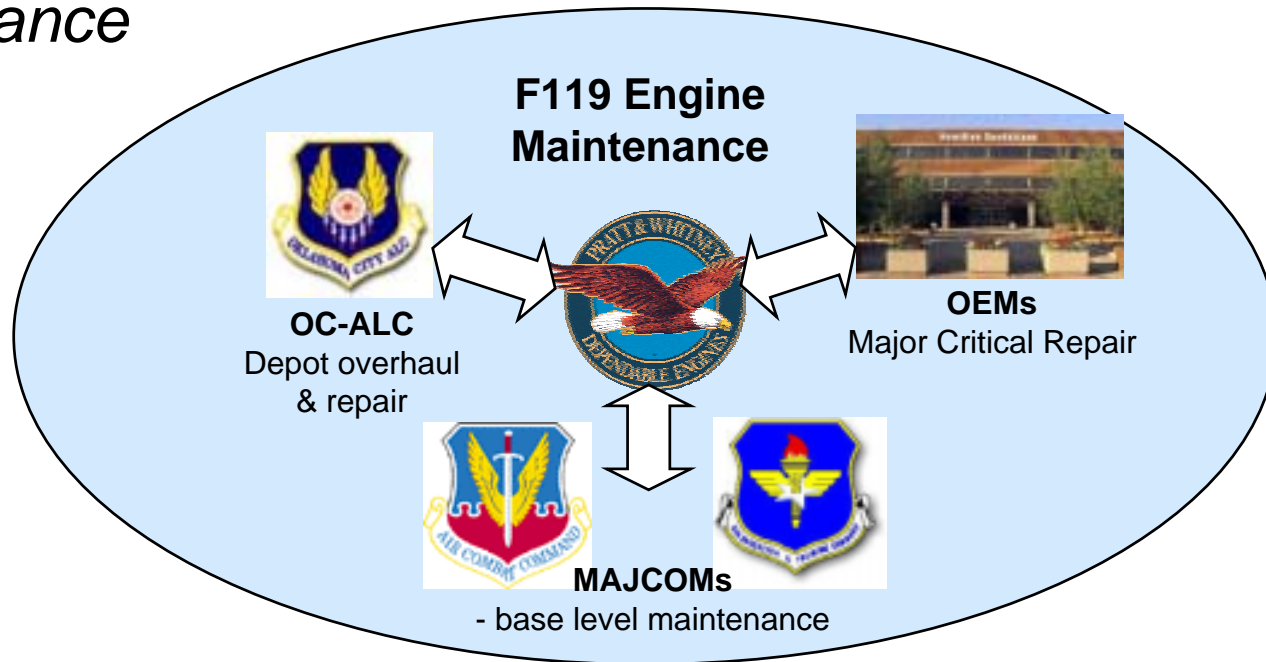 ance
F119 Engine
Maintenance
OKLAHOMA CITY ALC
PRATT & WHITNEY
DEPENDABLE ENGINES
OC-ALC
Depot overhaul
& repair
OEMs
Major Critical Repair
AIR COMBAT COMMAND
MAJCOMs
- base level maintenance